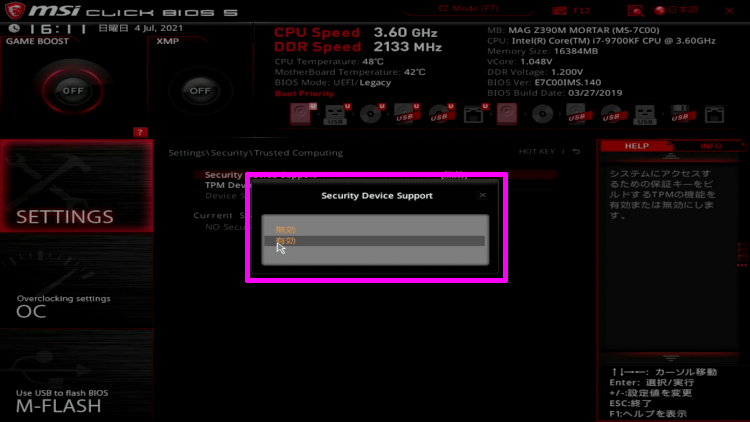 msi CLICK BIOS 5
EZ Mode (F7)
F12
日本語
16:11 日曜日 4 Jul, 2021
GAME BOOST
XMP
OFF
OFF
CPU Speed 3.60 GHz
DDR Speed 2133 MHz
CPU Temperature: 48℃
MotherBoard Temperature: 42℃
BIOS Mode: UEFI/Legacy
Boot Priority
MB: MAG Z390M MORTAR (MS-7C00)
CPU: Intel(R) Core(TM) i7-9700KF CPU @ 3.60GHz
Memory Size: 16384MB
VCore: 1.048V
DDR Voltage: 1.200V
BIOS Ver: E7C00IMS.140
BIOS Build Date: 03/27/2019
U U U U
USB USB USB USB USB
?
SETTINGS
Overclocking settings
OC
Use USB to flash BIOS
M-FLASH
Settings\Security\Trusted Computing
HOT KEY
Security
TPM Dev
Device S
Current S
NO Secu
Security Device Support
無効
有効
HELP
INFO
システムにアクセスす
るための保証キーをビ
ルドするTPMの機能を
有効または無効にしま
す。
↑↓→←: カーソル移動
Enter: 選択/実行
+/-:設定値を変更
ESC:終了
F1:ヘルプを表示